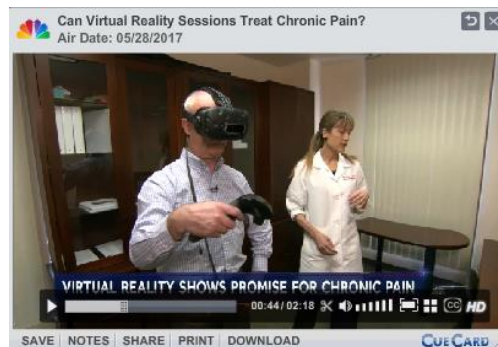 Can Virtual Reality Sessions Treat Chronic Pain?
Air Date: 05/28/2017
VIRTUAL REALITY SHOWS PROMISE FOR CHRONIC PAIN
00:44/02:18 CC HD
SAVE NOTES SHARE PRINT DOWNLOAD CUECARD